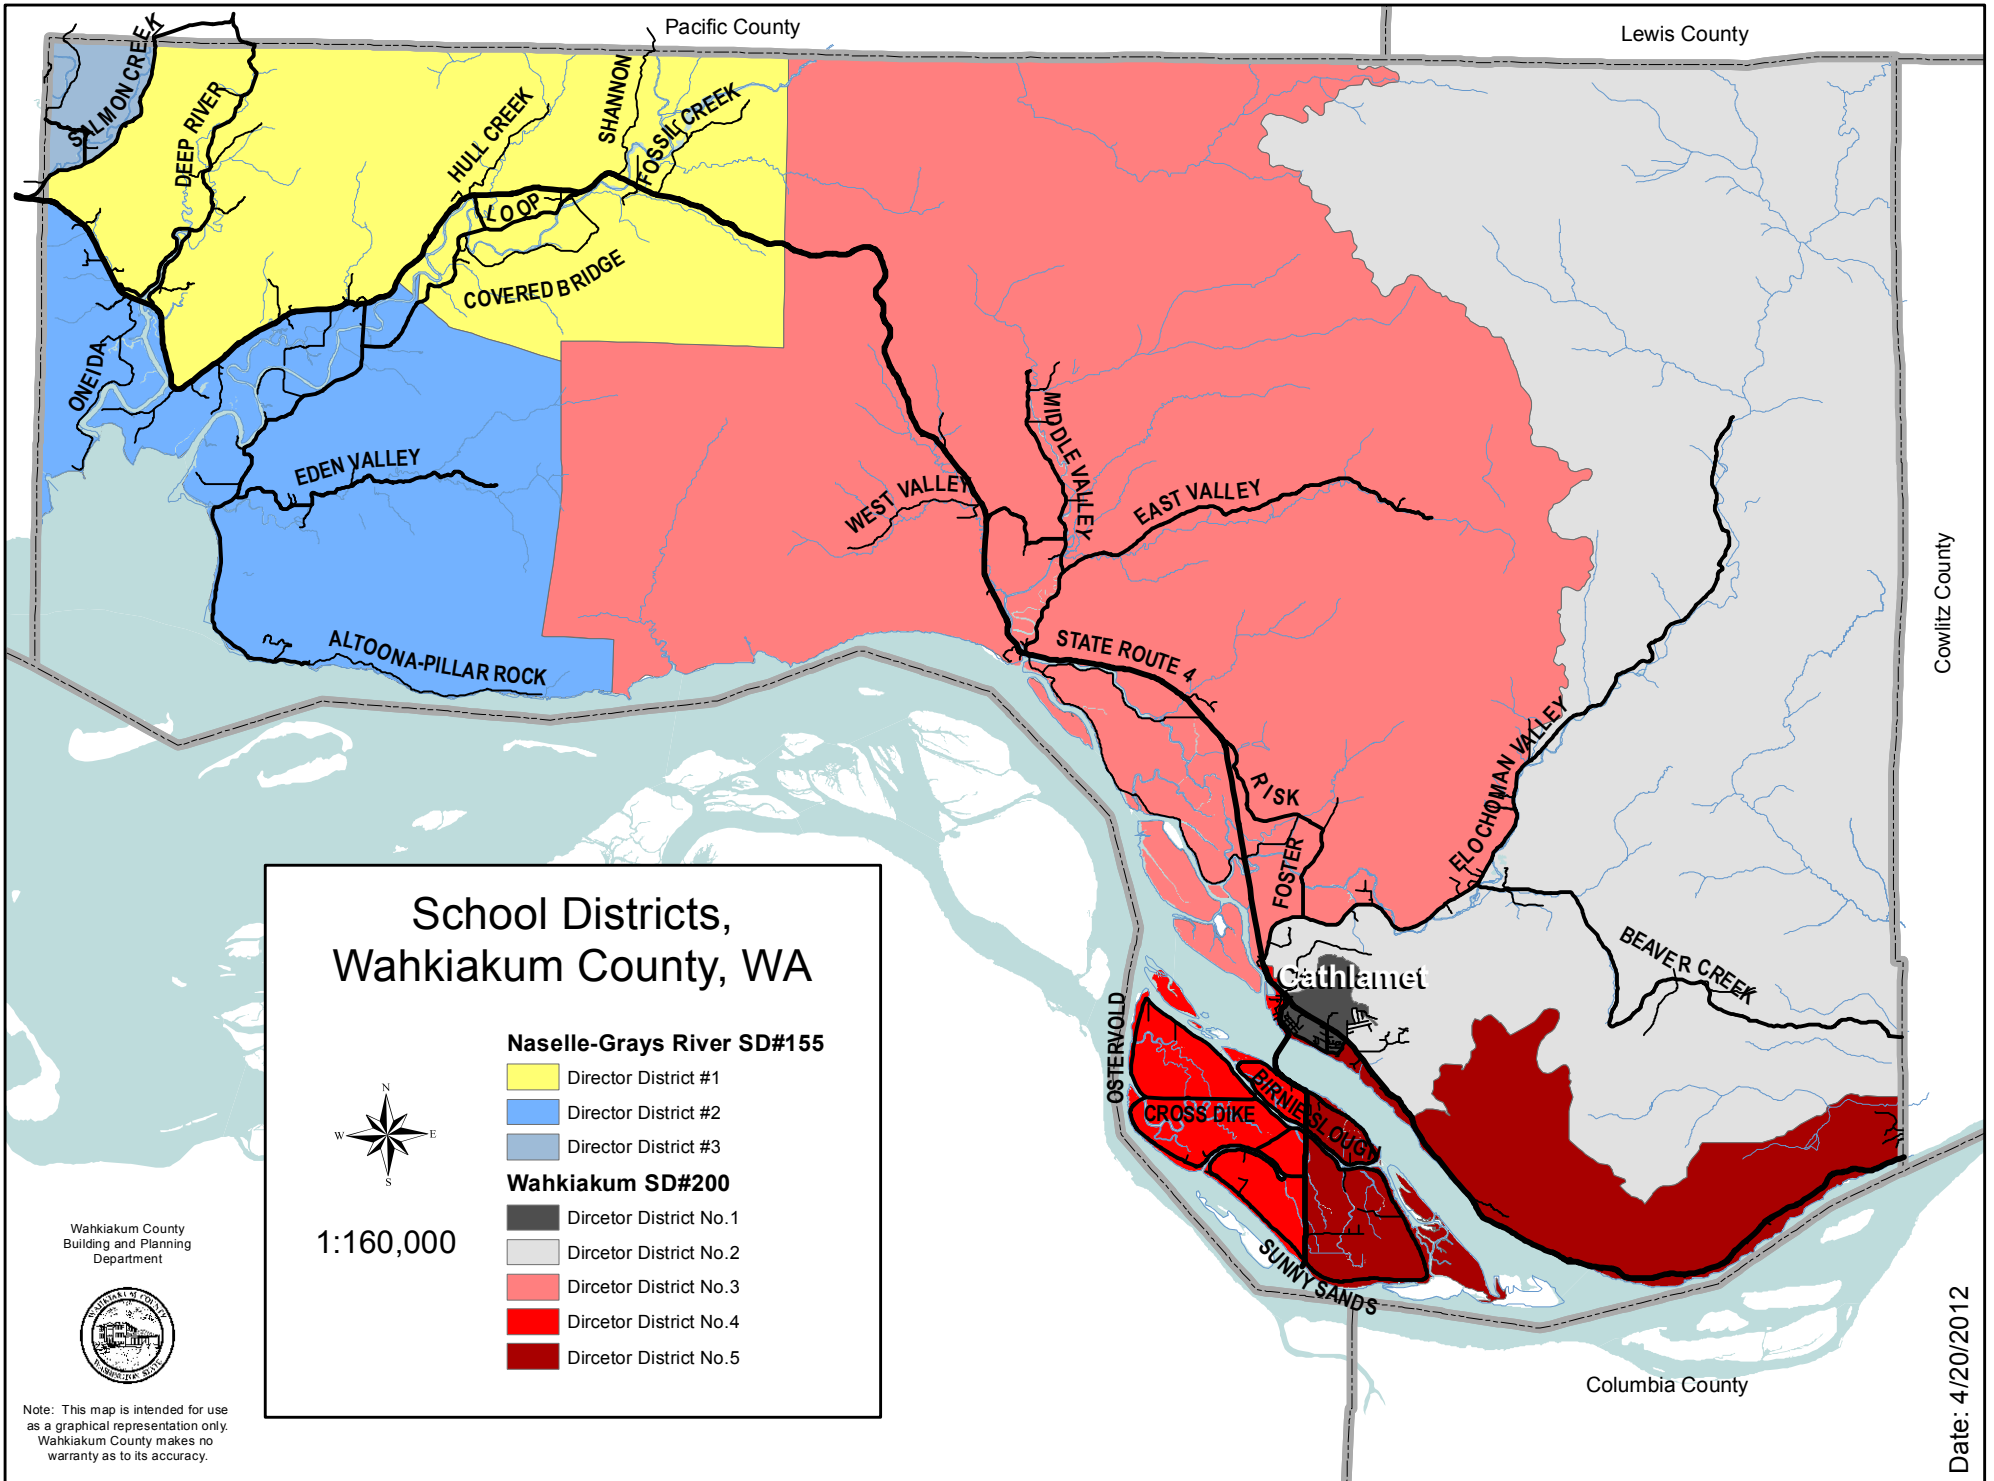 Pacific County
Lewis County
SALMON CREEK
DEEP RIVER
HULL CREEK
SHANNON
FOSSIL CREEK
LOOP
COVERED BRIDGE
ONEIDA
EDEN VALLEY
ALTOONA-PILLAR ROCK
WEST VALLEY
MIDDLE VALLEY
EAST VALLEY
STATE ROUTE 4
RISK
FOSTER
ELOCHOMAN VALLEY
BEAVER CREEK
Cowlitz County
Cathlamet
OSTERVOLD
CROSS DIKE
BIRNIE SLOUGH
SUNNY SANDS
Columbia County
School Districts,
Wahkiakum County, WA
Naselle-Grays River SD#155
Director District #1
Director District #2
Director District #3
Wahkiakum SD#200
Dircetor District No.1
Dircetor District No.2
Dircetor District No.3
Dircetor District No.4
Dircetor District No.5
N
W
E
S
1:160,000
Wahkiakum County
Building and Planning
Department
WAHKIAKUM COUNTY
WASHINGTON STATE
Note: This map is intended for use
as a graphical representation only.
Wahkiakum County makes no
warranty as to its accuracy.
Date: 4/20/2012